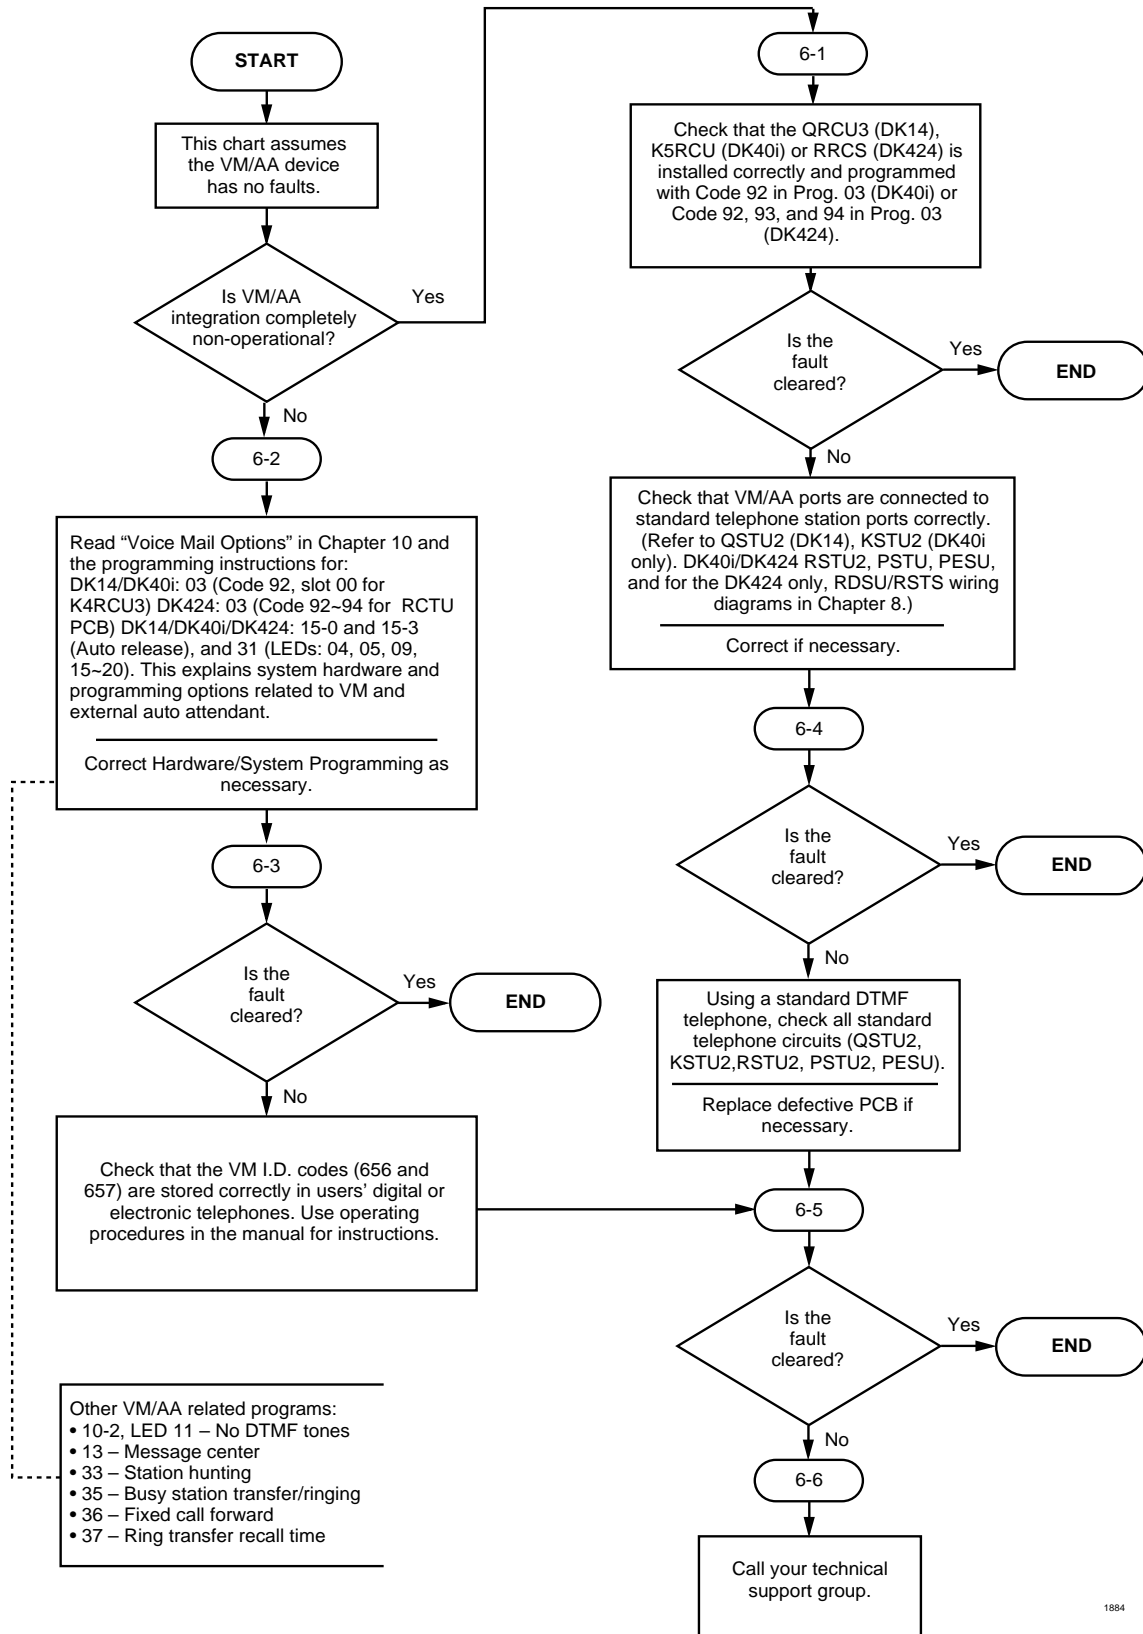 START
This chart assumes
the VM/AA device
has no faults.
Is VM/AA
integration completely
non-operational?
Yes
No
6-2
Read “Voice Mail Options” in Chapter 10 and
the programming instructions for:
DK14/DK40i: 03 (Code 92, slot 00 for
K4RCU3) DK424: 03 (Code 92~94 for RCTU
PCB) DK14/DK40i/DK424: 15-0 and 15-3
(Auto release), and 31 (LEDs: 04, 05, 09,
15~20). This explains system hardware and
programming options related to VM and
external auto attendant.
Correct Hardware/System Programming as
necessary.
6-3
Is the
fault
cleared?
Yes
END
No
Check that the VM I.D. codes (656 and
657) are stored correctly in users’ digital or
electronic telephones. Use operating
procedures in the manual for instructions.
Other VM/AA related programs:
• 10-2, LED 11 – No DTMF tones
• 13 – Message center
• 33 – Station hunting
• 35 – Busy station transfer/ringing
• 36 – Fixed call forward
• 37 – Ring transfer recall time
6-1
Check that the QRCU3 (DK14),
K5RCU (DK40i) or RRCS (DK424) is
installed correctly and programmed
with Code 92 in Prog. 03 (DK40i) or
Code 92, 93, and 94 in Prog. 03
(DK424).
Is the
fault
cleared?
Yes
END
No
Check that VM/AA ports are connected to
standard telephone station ports correctly.
(Refer to QSTU2 (DK14), KSTU2 (DK40i
only). DK40i/DK424 RSTU2, PSTU, PESU,
and for the DK424 only, RDSU/RSTS wiring
diagrams in Chapter 8.)
Correct if necessary.
6-4
Is the
fault
cleared?
Yes
END
No
Using a standard DTMF
telephone, check all standard
telephone circuits (QSTU2,
KSTU2,RSTU2, PSTU2, PESU).
Replace defective PCB if
necessary.
6-5
Is the
fault
cleared?
Yes
END
No
6-6
Call your technical
support group.
1884